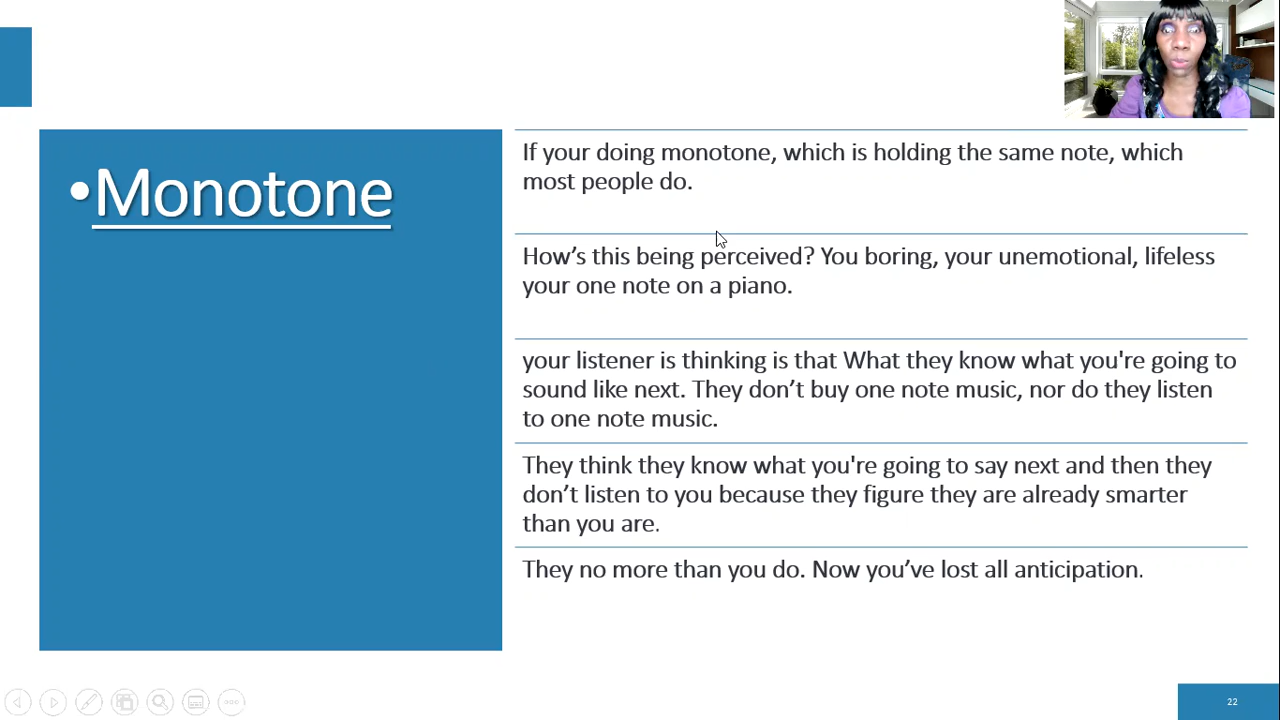 •Monotone
If your doing monotone, which is holding the same note, which
most people do.
How’s this being perceived? You boring, your unemotional, lifeless
your one note on a piano.
your listener is thinking is that What they know what you're going to
sound like next. They don’t buy one note music, nor do they listen
to one note music.
They think they know what you're going to say next and then they
don’t listen to you because they figure they are already smarter
than you are.
They no more than you do. Now you’ve lost all anticipation.
22